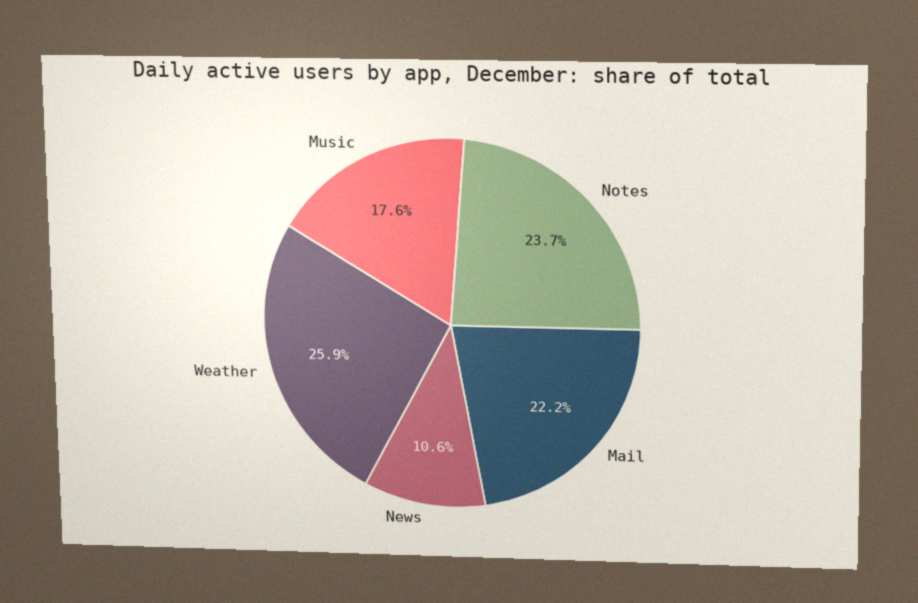 Daily active users by app, December: share of total
Music
Notes
17.6%
23.7%
25.9%
Weather
22.2%
10.6%
Mail
News